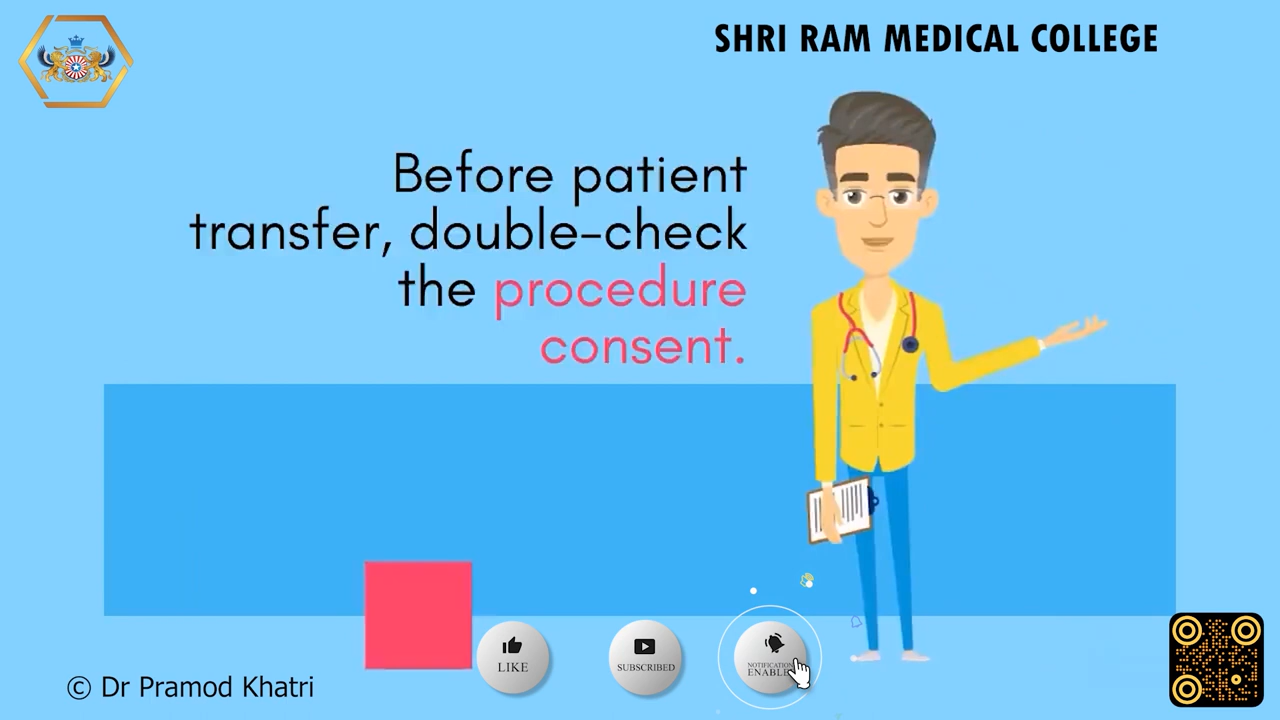 SHRI RAM MEDICAL COLLEGE
Before patient
transfer, double-check
the procedure
consent.
LIKE
SUBSCRIBED
© Dr Pramod Khatri